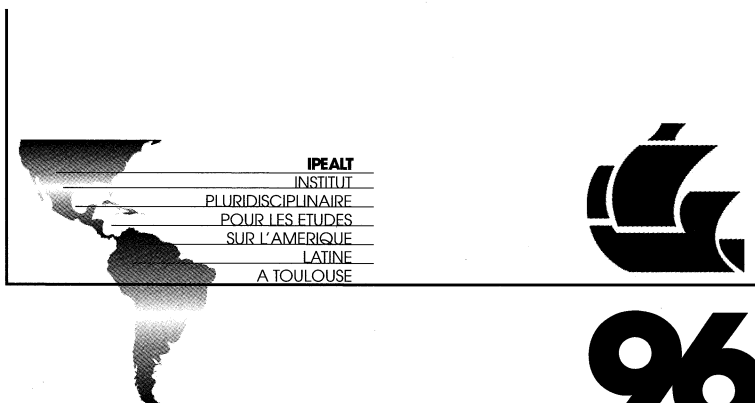 IPEALT
INSTITUT
PLURIDISCIPLINAIRE
POUR LES ETUDES
SUR L'AMERIQUE
LATINE
A TOULOUSE
96